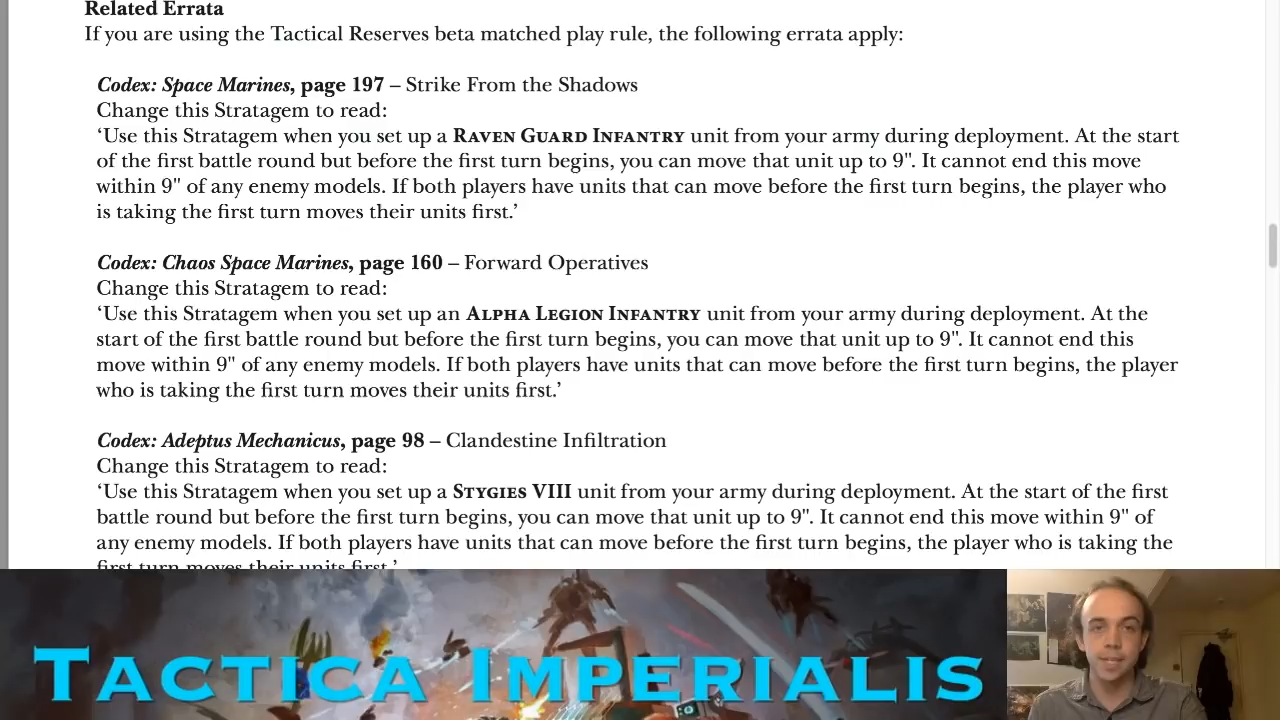 Related Errata
If you are using the Tactical Reserves beta matched play rule, the following errata apply:
Codex: Space Marines, page 197 – Strike From the Shadows
Change this Stratagem to read:
‘Use this Stratagem when you set up a RAVEN GUARD INFANTRY unit from your army during deployment. At the start
of the first battle round but before the first turn begins, you can move that unit up to 9". It cannot end this move
within 9" of any enemy models. If both players have units that can move before the first turn begins, the player who
is taking the first turn moves their units first.’
Codex: Chaos Space Marines, page 160 – Forward Operatives
Change this Stratagem to read:
‘Use this Stratagem when you set up an ALPHA LEGION INFANTRY unit from your army during deployment. At the
start of the first battle round but before the first turn begins, you can move that unit up to 9". It cannot end this
move within 9" of any enemy models. If both players have units that can move before the first turn begins, the player
who is taking the first turn moves their units first.’
Codex: Adeptus Mechanicus, page 98 – Clandestine Infiltration
Change this Stratagem to read:
‘Use this Stratagem when you set up a STYGIES VIII unit from your army during deployment. At the start of the first
battle round but before the first turn begins, you can move that unit up to 9". It cannot end this move within 9" of
any enemy models. If both players have units that can move before the first turn begins, the player who is taking the
first turn moves their units first.’
TACTICA IMPERIALIS